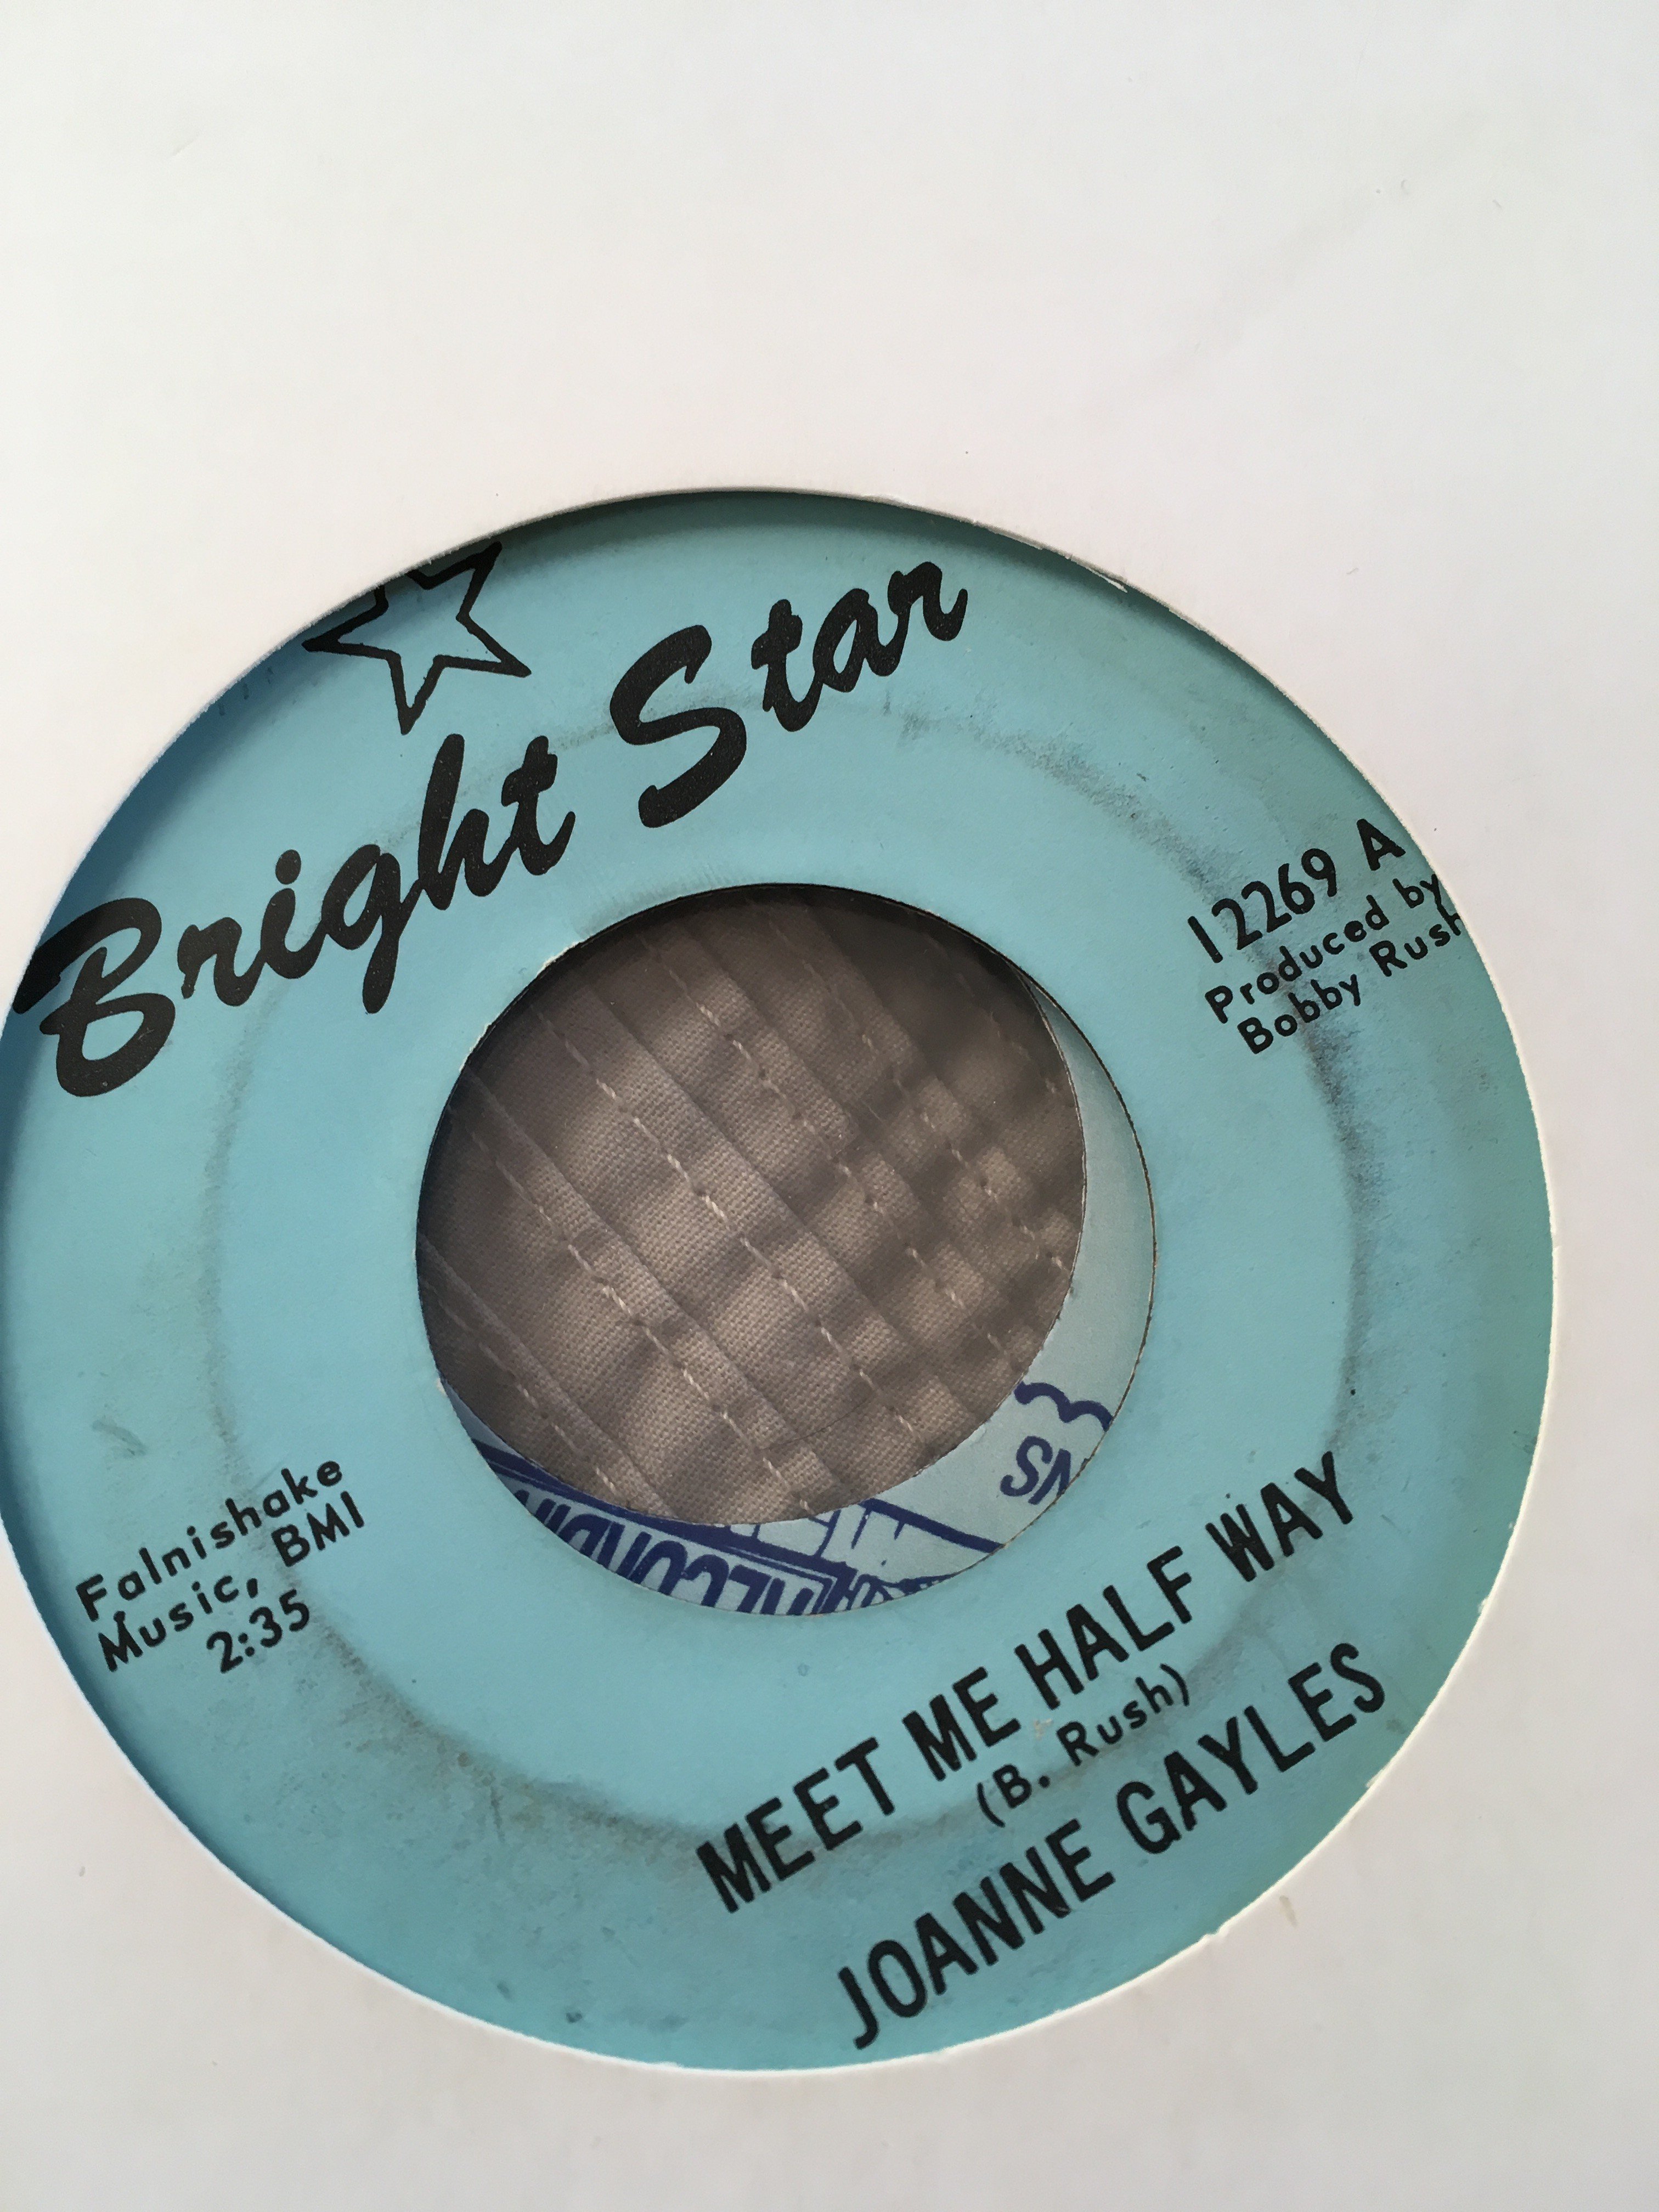 Bright Star
12269 A
Produced by
Bobby Rush
Falnishake
Music, BMI
2:35
MEET ME HALF WAY
(B. Rush)
JOANNE GAYLES